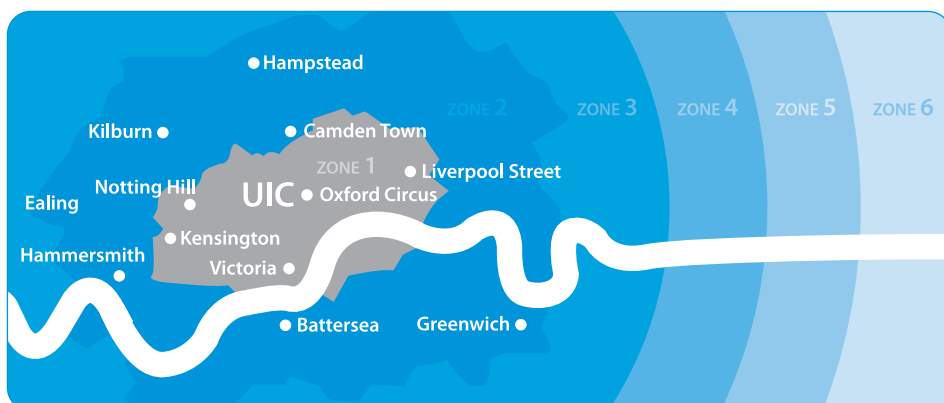 Hampstead
ZONE 2
ZONE 3
ZONE 4
ZONE 5
ZONE 6
Kilburn
Camden Town
ZONE 1
Liverpool Street
Notting Hill
UIC
Oxford Circus
Ealing
Kensington
Hammersmith
Victoria
Battersea
Greenwich